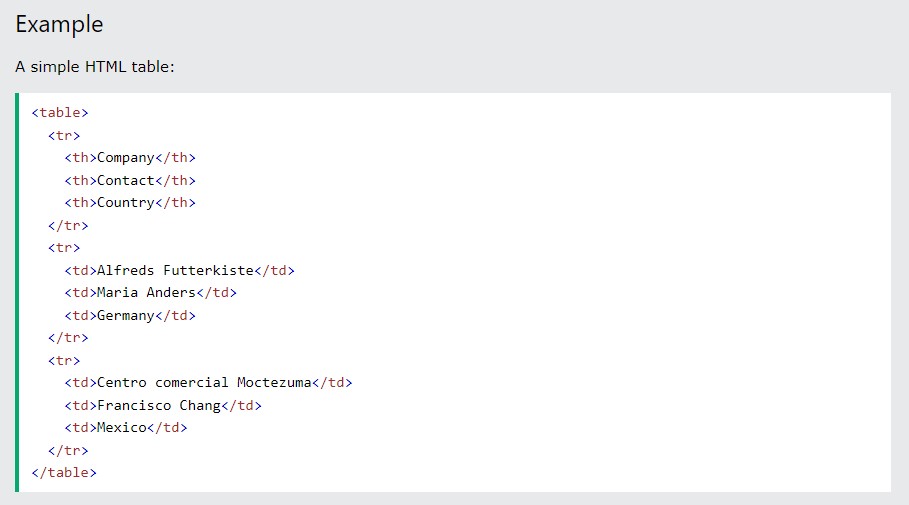 Example
A simple HTML table:
<table>
  <tr>
    <th>Company</th>
    <th>Contact</th>
    <th>Country</th>
  </tr>
  <tr>
    <td>Alfreds Futterkiste</td>
    <td>Maria Anders</td>
    <td>Germany</td>
  </tr>
  <tr>
    <td>Centro comercial Moctezuma</td>
    <td>Francisco Chang</td>
    <td>Mexico</td>
  </tr>
</table>